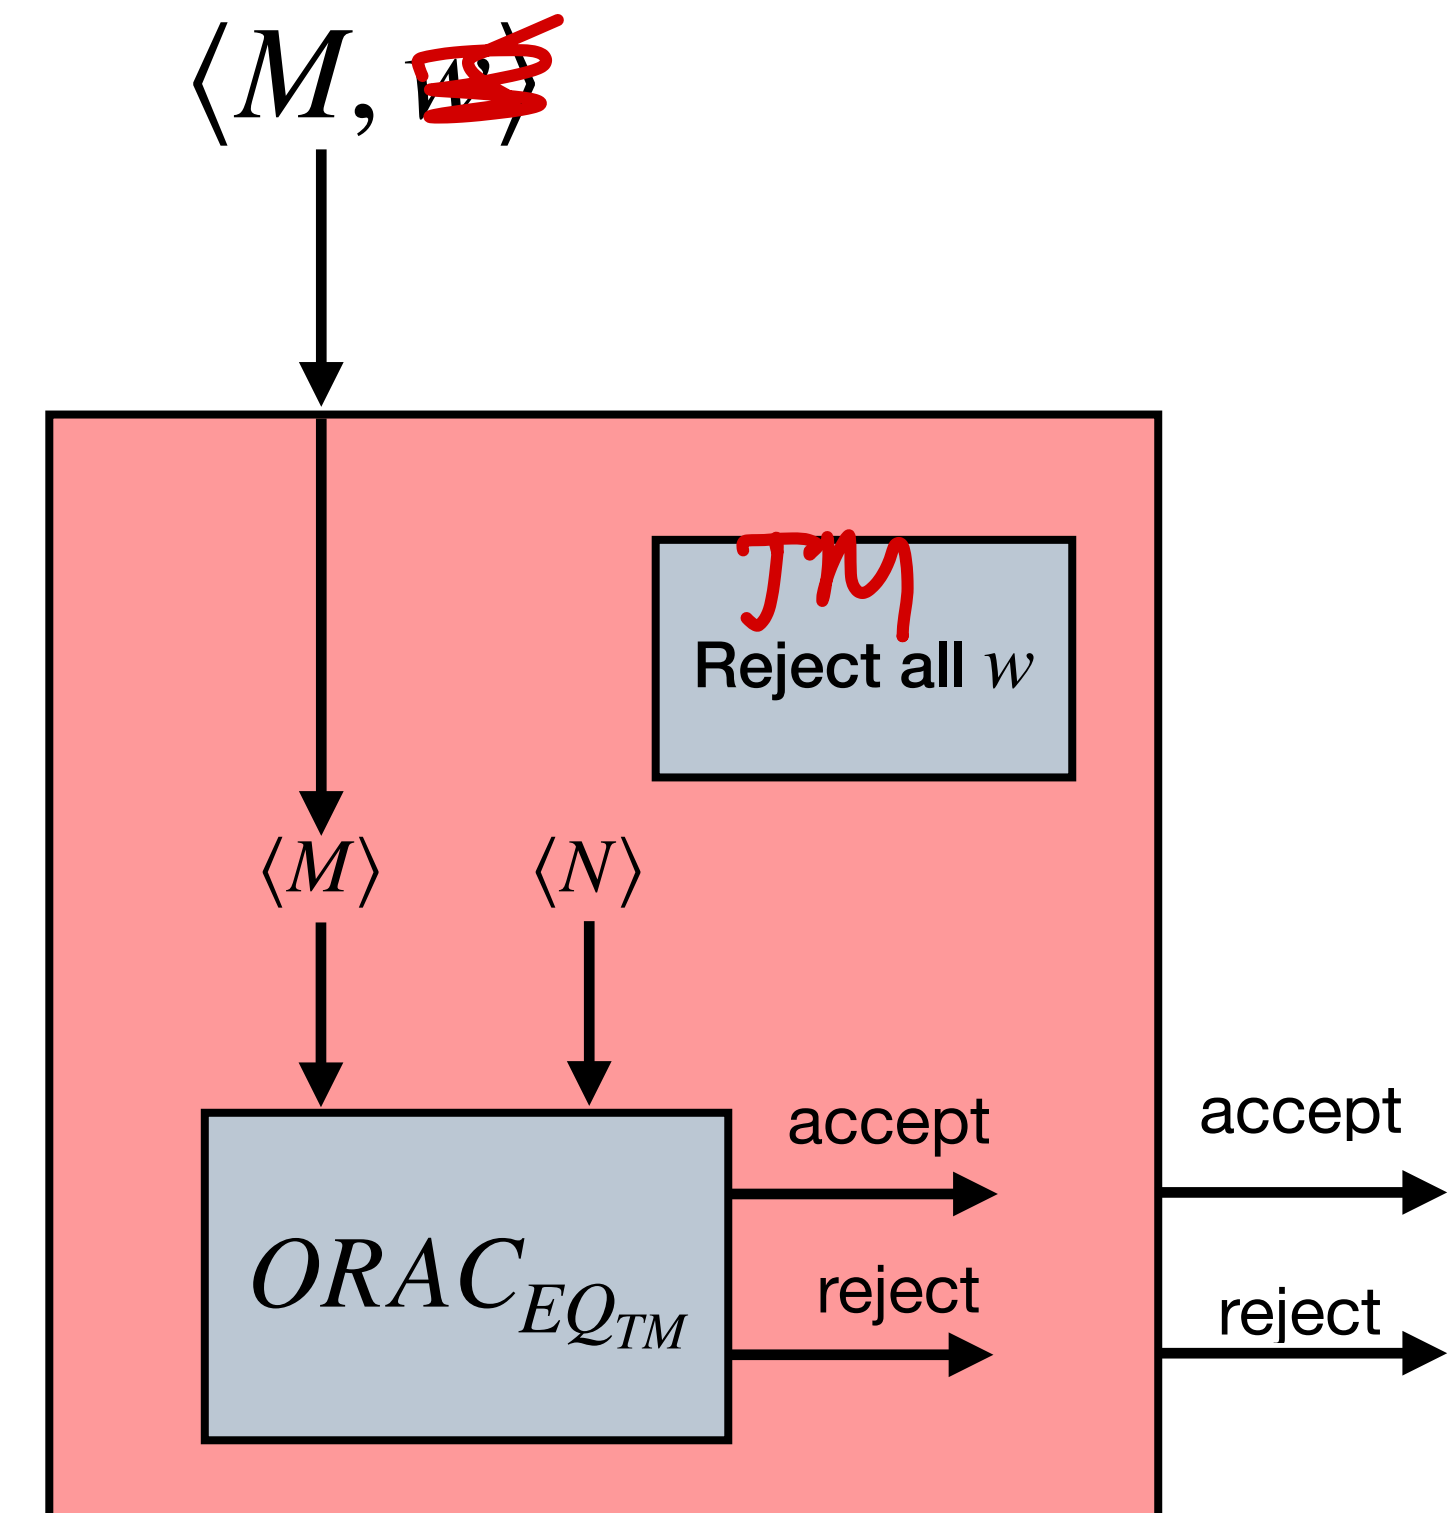 ⟨M, w⟩
TM
Reject all w
⟨M⟩ ⟨N⟩
accept
accept
ORAC_{EQ_{TM}}
reject
reject